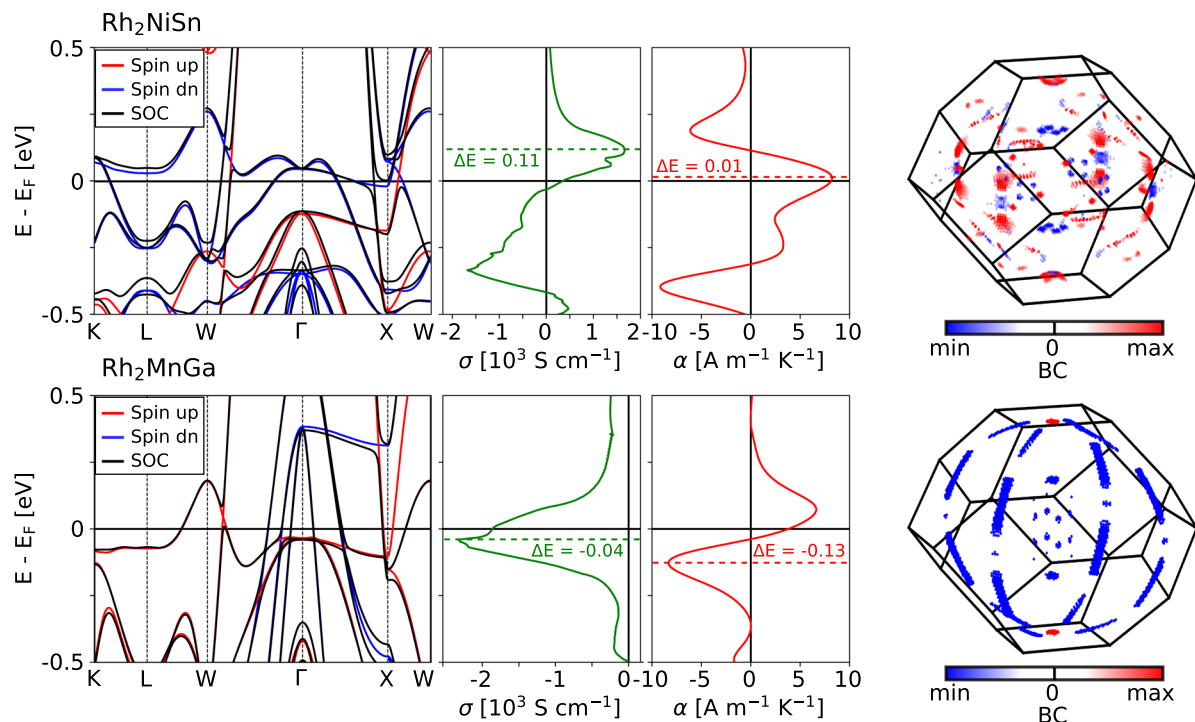 Rh₂NiSn
0.5
0
-0.5
E - E_F [eV]
Spin up
Spin dn
SOC
K L W Γ X W
ΔE = 0.11
-2 -1 0 1 2
σ [10³ S cm⁻¹]
ΔE = 0.01
-10 -5 0 5 10
α [A m⁻¹ K⁻¹]
min 0 max
BC
Rh₂MnGa
0.5
0
-0.5
E - E_F [eV]
Spin up
Spin dn
SOC
K L W Γ X W
ΔE = -0.04
-2 -1 0
σ [10³ S cm⁻¹]
ΔE = -0.13
-10 -5 0 5 10
α [A m⁻¹ K⁻¹]
min 0 max
BC